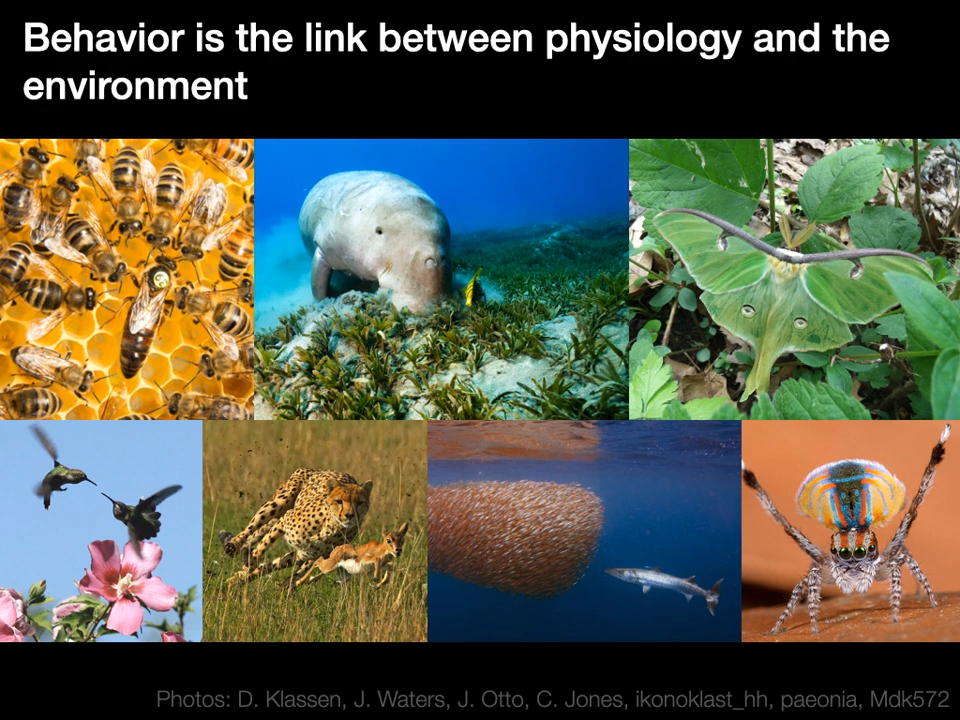 Behavior is the link between physiology and the
environment
Photos: D. Klassen, J. Waters, J. Otto, C. Jones, ikonoklast_hh, paeonia, Mdk572